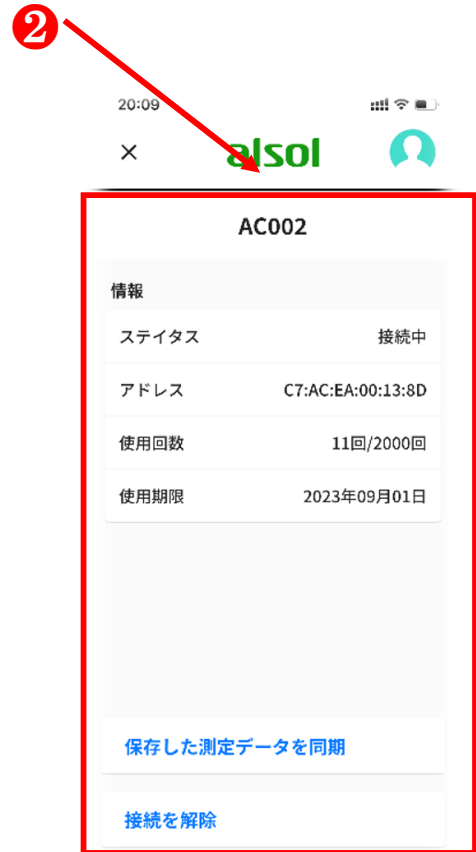 2
20:09
× alsol
AC002
情報
ステイタス 接続中
アドレス C7:AC:EA:00:13:8D
使用回数 11回/2000回
使用期限 2023年09月01日
保存した測定データを同期
接続を解除